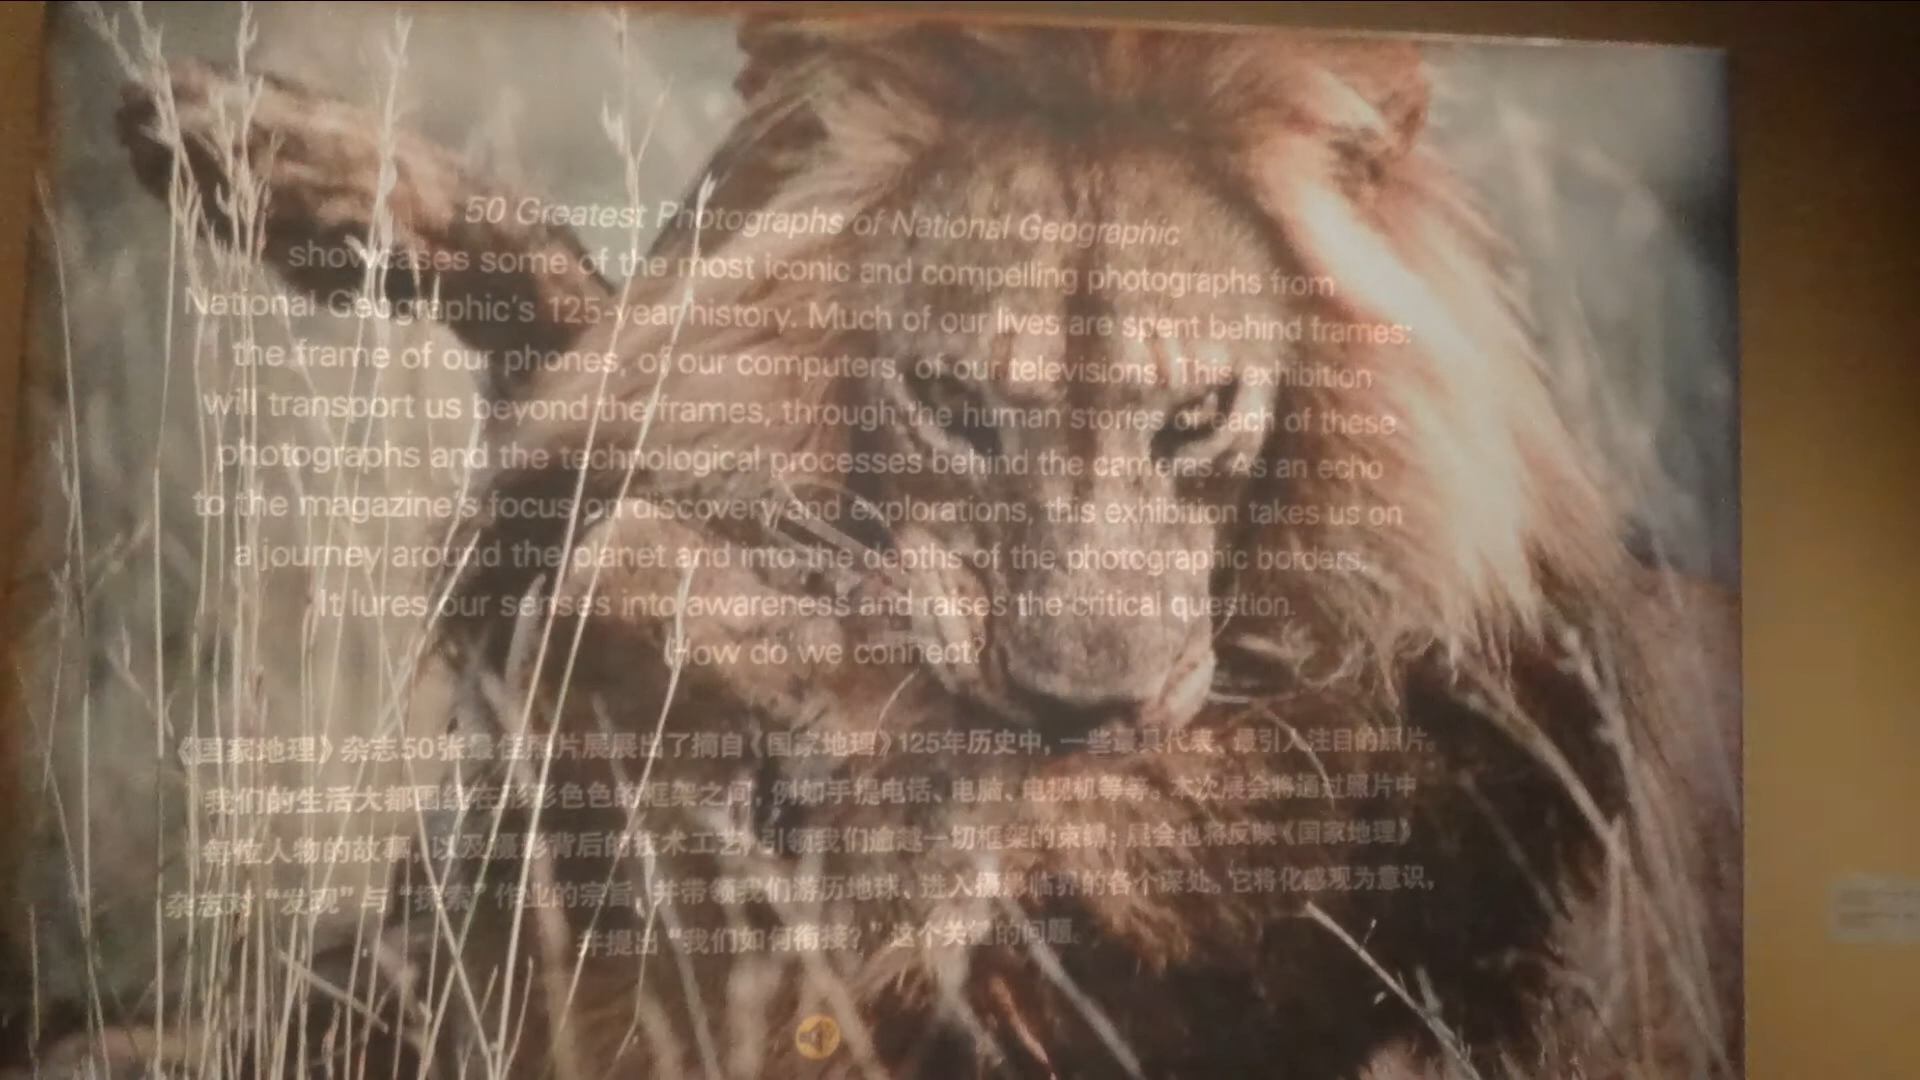 50 Greatest Photographs of National Geographic
showcases some of the most iconic and compelling photographs from
National Geographic's 125-year history. Much of our lives are spent behind frames:
the frame of our phones, of our computers, of our televisions. This exhibition
will transport us beyond the frames, through the human stories of each of these
photographs and the technological processes behind the cameras. As an echo
to the magazine's focus on discovery and explorations, this exhibition takes us on
a journey around the planet and into the depths of the photographic borders.
It lures our senses into awareness and raises the critical question.
How do we connect?
《国家地理》杂志50张最佳照片展展出了摘自《国家地理》125年历史中，一些最具代表、最引人注目的照片。
我们的生活大都围绕在形形色色的框架之间，例如手提电话、电脑、电视机等等。本次展会将通过照片中
每位人物的故事，以及摄影背后的技术工艺，引领我们逾越一切框架的束缚；展会也将反映《国家地理》
杂志对“发现”与“探索”作业的宗旨，并带领我们游历地球、进入摄影临界的各个深处。它将化感观为意识，
并提出“我们如何衔接？”这个关键的问题。